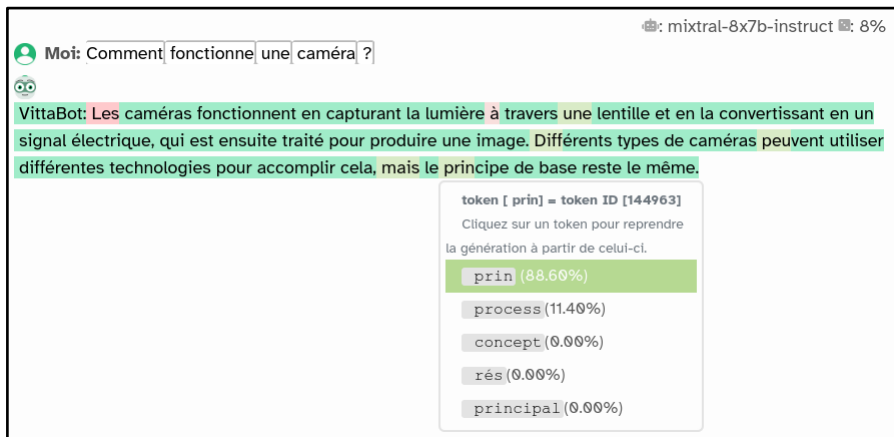 : mixtral-8x7b-instruct : 8%
Moi: Comment fonctionne une caméra ?
VittaBot: Les caméras fonctionnent en capturant la lumière à travers une lentille et en la convertissant en un
signal électrique, qui est ensuite traité pour produire une image. Différents types de caméras peuvent utiliser
différentes technologies pour accomplir cela, mais le principe de base reste le même.
token [ prin] = token ID [144963]
Cliquez sur un token pour reprendre
la génération à partir de celui-ci.
prin (88.60%)
process(11.40%)
concept(0.00%)
rés(0.00%)
principal(0.00%)